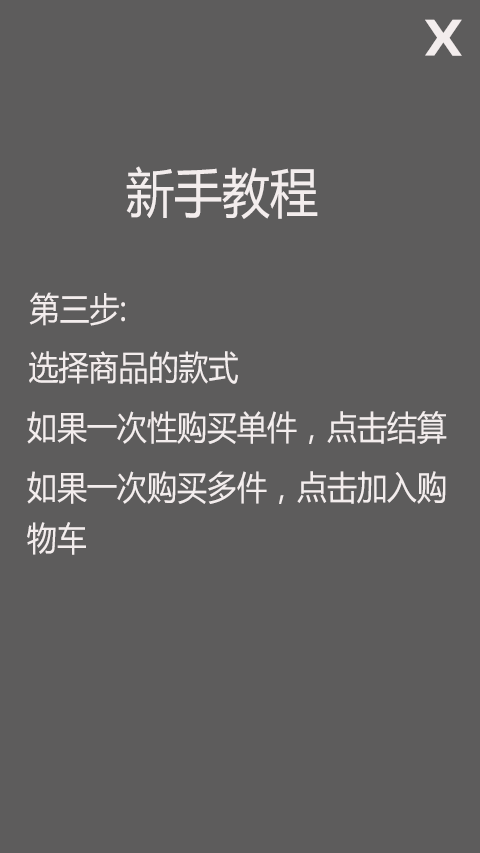 X
新手教程
第三步:
选择商品的款式
如果一次性购买单件，点击结算
如果一次购买多件，点击加入购
物车